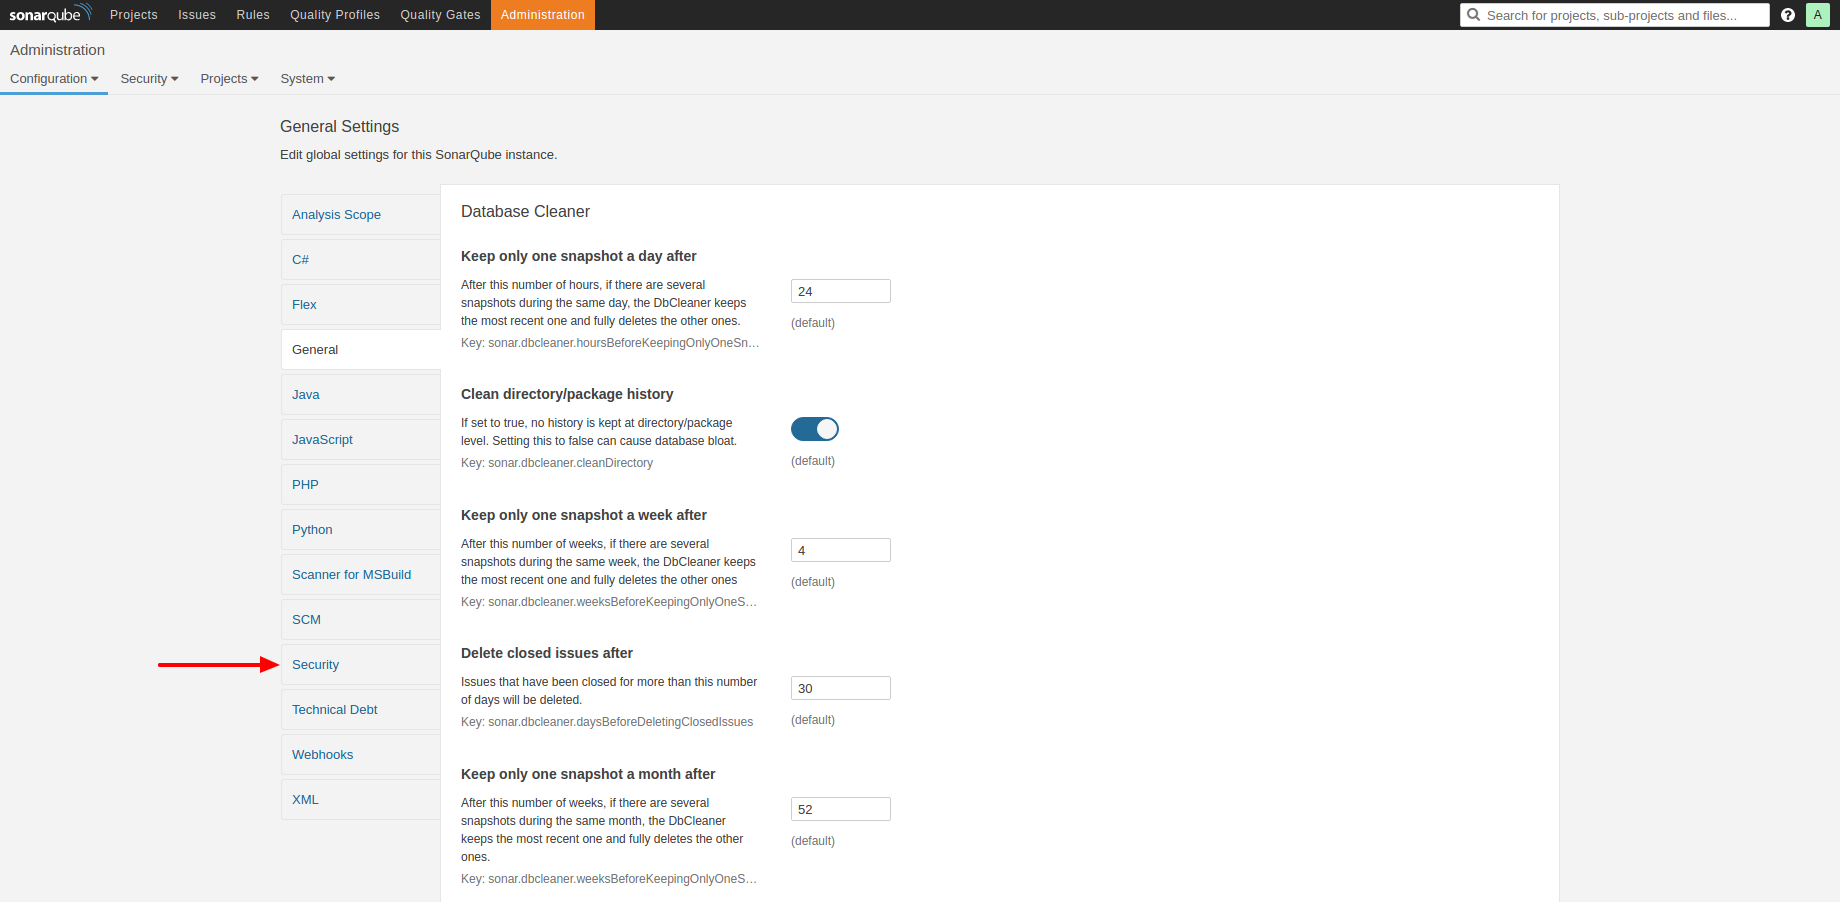 sonarqube Projects Issues Rules Quality Profiles Quality Gates Administration Search for projects, sub-projects and files... ? A
Administration
Configuration Security Projects System
General Settings
Edit global settings for this SonarQube instance.
Analysis Scope
C#
Flex
General
Java
JavaScript
PHP
Python
Scanner for MSBuild
SCM
Security
Technical Debt
Webhooks
XML
Database Cleaner
Keep only one snapshot a day after
After this number of hours, if there are several
snapshots during the same day, the DbCleaner keeps
the most recent one and fully deletes the other ones.
Key: sonar.dbcleaner.hoursBeforeKeepingOnlyOneSn...
24
(default)
Clean directory/package history
If set to true, no history is kept at directory/package
level. Setting this to false can cause database bloat.
Key: sonar.dbcleaner.cleanDirectory
(default)
Keep only one snapshot a week after
After this number of weeks, if there are several
snapshots during the same week, the DbCleaner keeps
the most recent one and fully deletes the other ones
Key: sonar.dbcleaner.weeksBeforeKeepingOnlyOneS...
4
(default)
Delete closed issues after
Issues that have been closed for more than this number
of days will be deleted.
Key: sonar.dbcleaner.daysBeforeDeletingClosedIssues
30
(default)
Keep only one snapshot a month after
After this number of weeks, if there are several
snapshots during the same month, the DbCleaner
keeps the most recent one and fully deletes the other
ones.
Key: sonar.dbcleaner.weeksBeforeKeepingOnlyOneS...
52
(default)